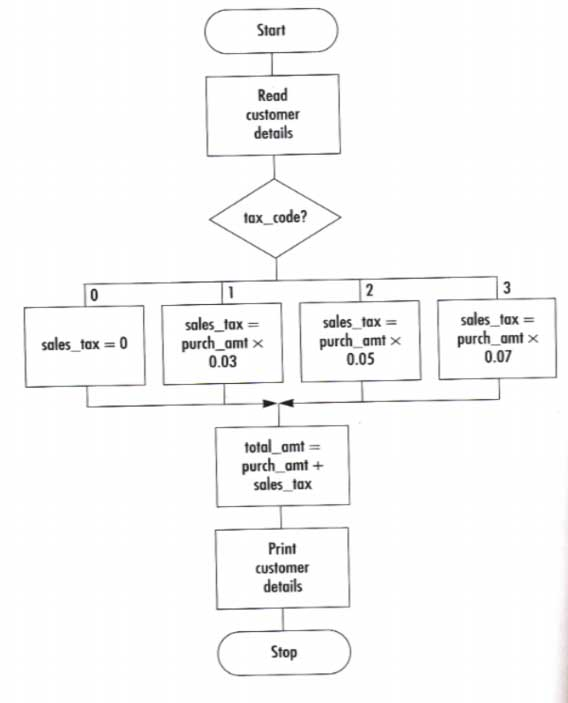 Start
Read
customer
details
tax_code?
0
1
2
3
sales_tax = 0
sales_tax =
purch_amt ×
0.03
sales_tax =
purch_amt ×
0.05
sales_tax =
purch_amt ×
0.07
total_amt =
purch_amt +
sales_tax
Print
customer
details
Stop